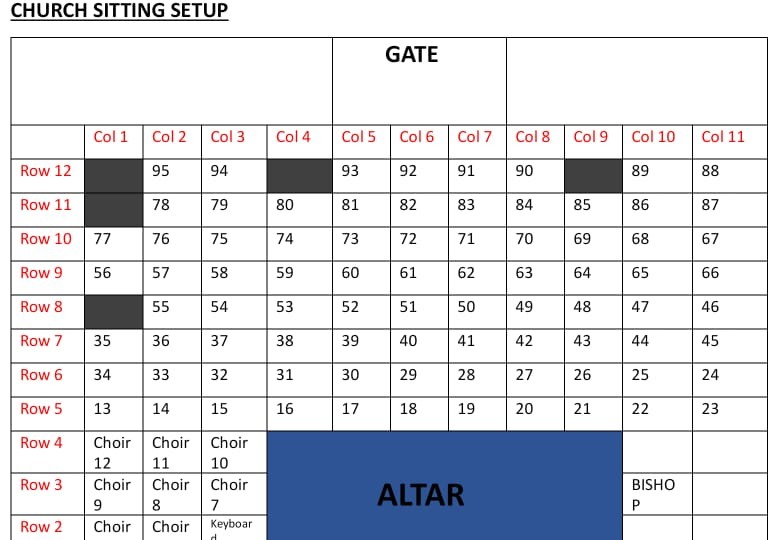 CHURCH SITTING SETUP
GATE
Col 1 Col 2 Col 3 Col 4 Col 5 Col 6 Col 7 Col 8 Col 9 Col 10 Col 11
Row 12 95 94 93 92 91 90 89 88
Row 11 78 79 80 81 82 83 84 85 86 87
Row 10 77 76 75 74 73 72 71 70 69 68 67
Row 9 56 57 58 59 60 61 62 63 64 65 66
Row 8 55 54 53 52 51 50 49 48 47 46
Row 7 35 36 37 38 39 40 41 42 43 44 45
Row 6 34 33 32 31 30 29 28 27 26 25 24
Row 5 13 14 15 16 17 18 19 20 21 22 23
Row 4 Choir Choir Choir
12 11 10
Row 3 Choir Choir Choir ALTAR BISHO
9 8 7 P
Row 2 Choir Choir Keyboar
d